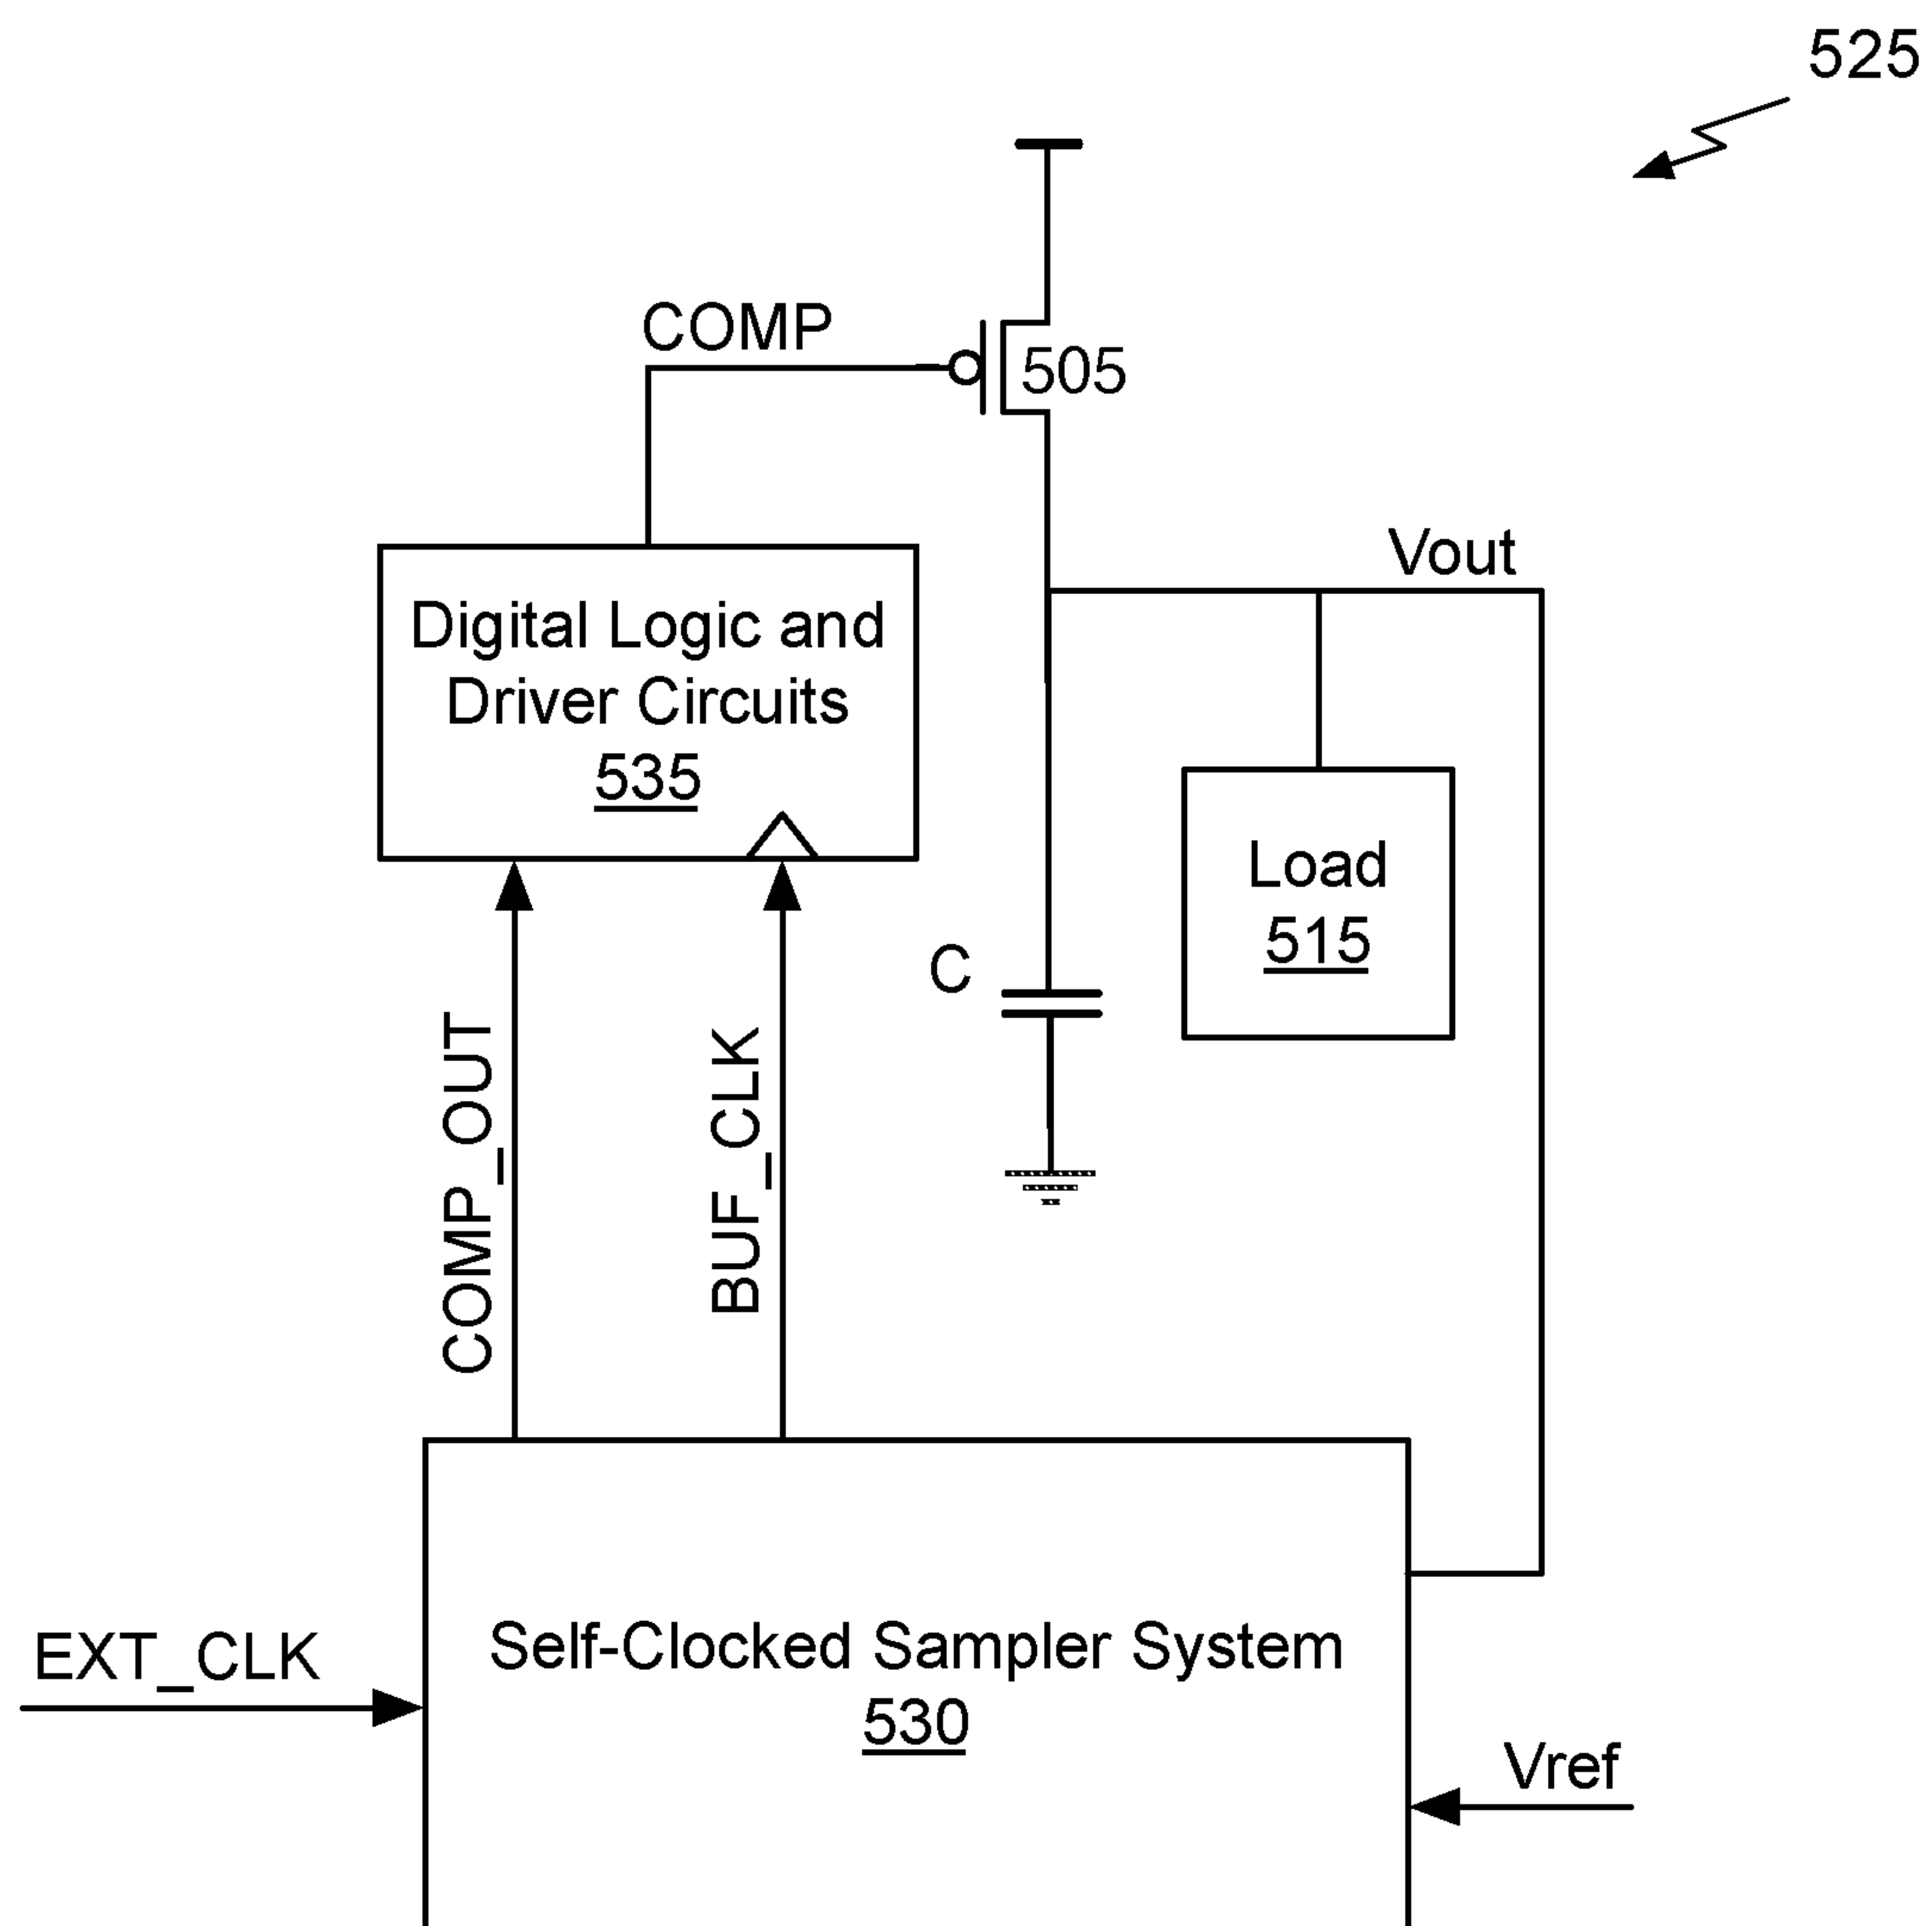 525
COMP
505
Vout
Digital Logic and
Driver Circuits
535
Load
515
C
COMP_OUT
BUF_CLK
EXT_CLK
Self-Clocked Sampler System
530
Vref